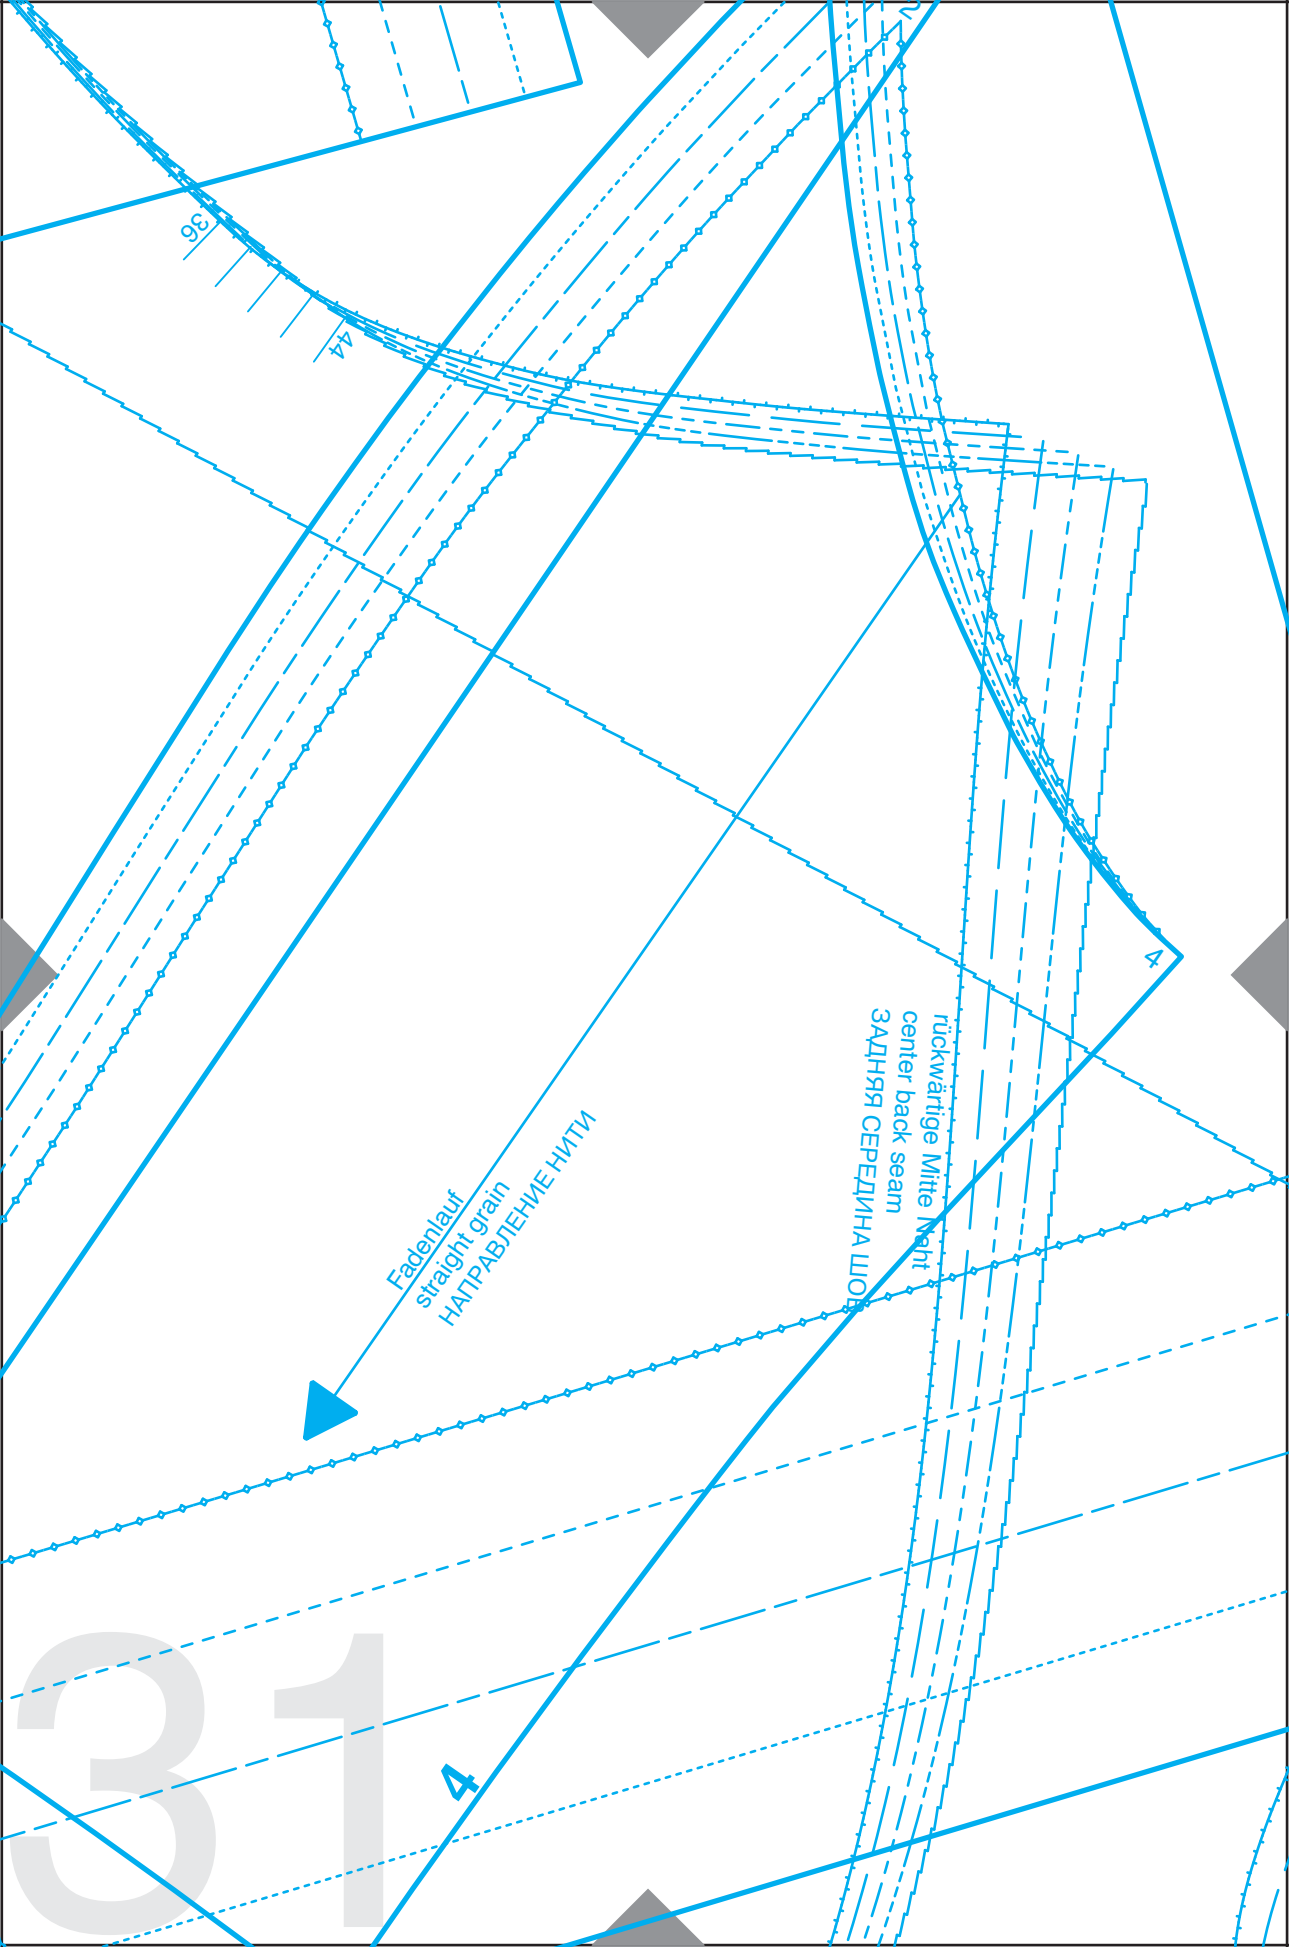 36
44
4
rückwärtige Mitte Naht
center back seam
ЗАДНЯЯ СЕРЕДИНА ШОВ
Fadenlauf
straight grain
НАПРАВЛЕНИЕ НИТИ
31
4